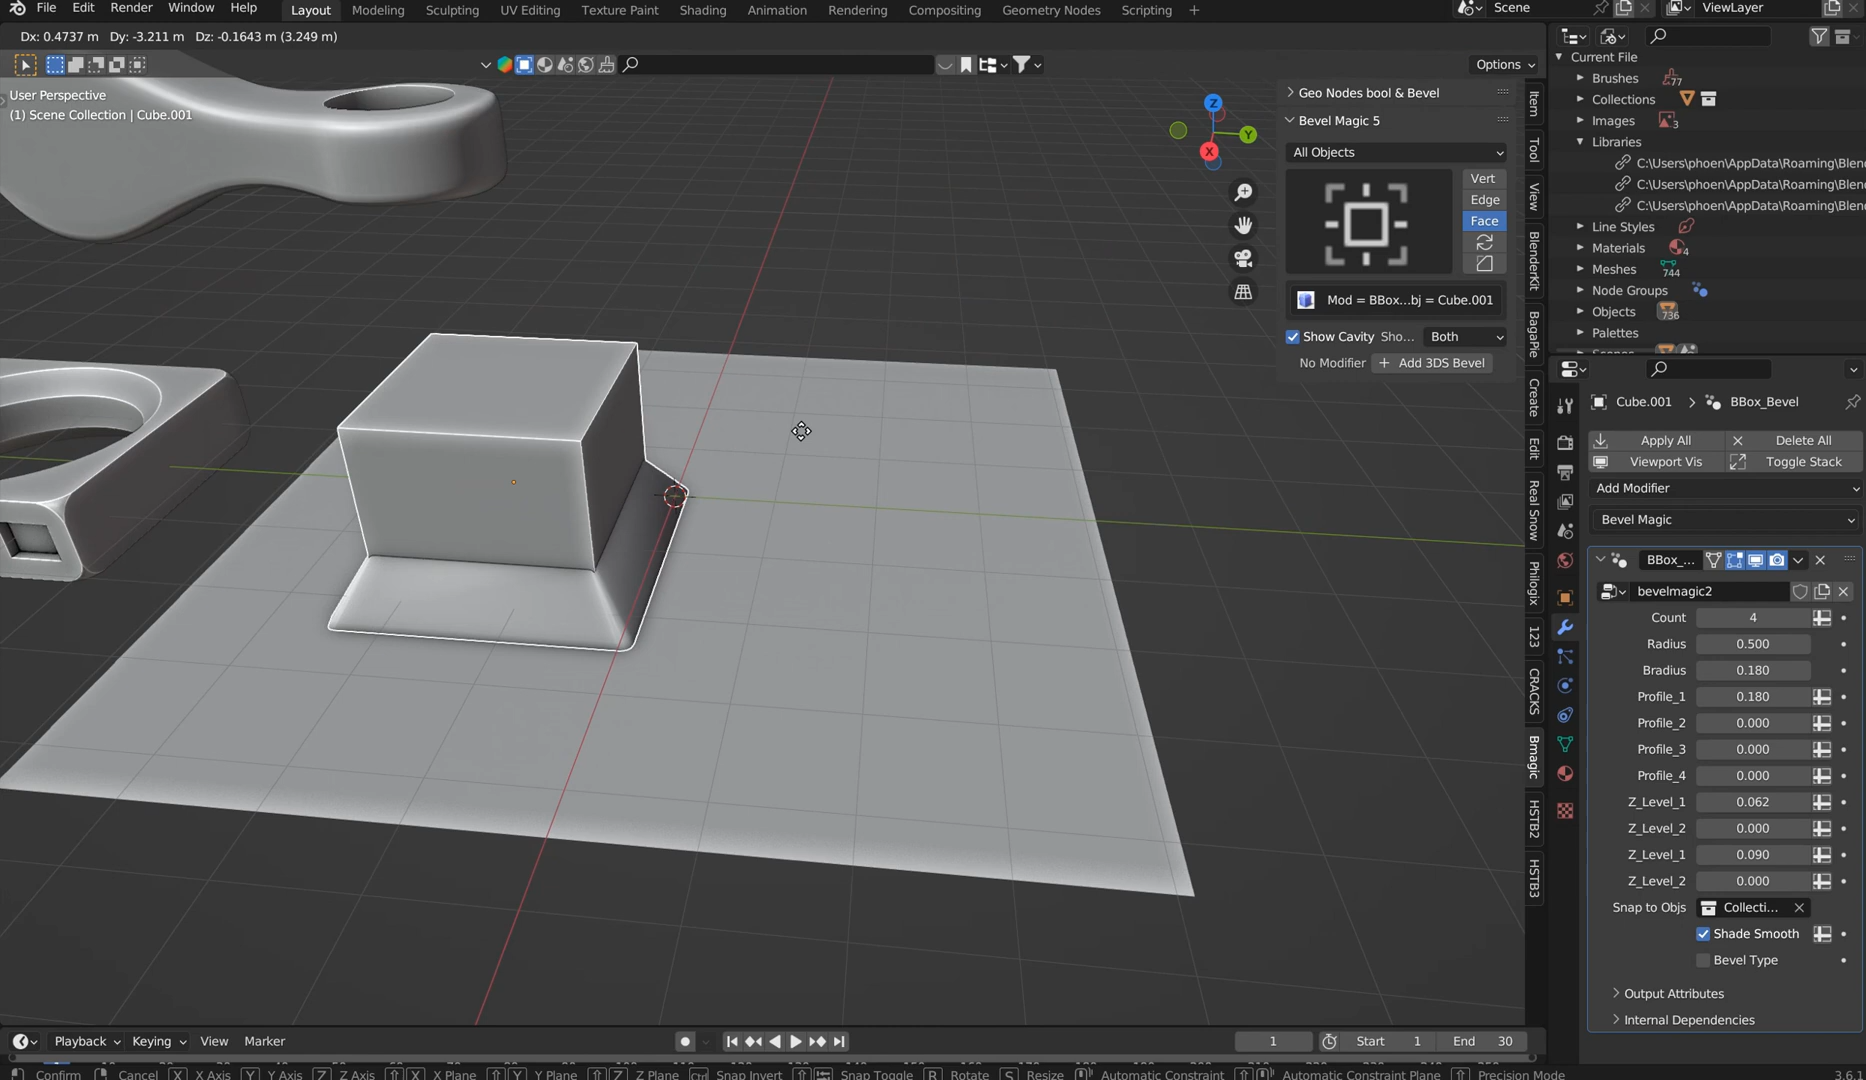 File Edit Render Window Help Layout Modeling Sculpting UV Editing Texture Paint Shading Animation Rendering Compositing Geometry Nodes Scripting + Scene ViewLayer
Dx: 0.4737 m Dy: -3.211 m Dz: -0.1643 m (3.249 m)
Options
User Perspective
(1) Scene Collection | Cube.001
Z
Y
X
Geo Nodes bool & Bevel
Bevel Magic 5
All Objects
Vert
Edge
Face
Mod = BBox...bj = Cube.001
Show Cavity Sho... Both
No Modifier + Add 3DS Bevel
Item
Tool
View
BlenderKit
BagaPie
Create
Edit
Real Snow
Philogix
123
CRACKS
Bmagic
HSTB2
HSTB3
Current File
Brushes 77
Collections
Images 3
Libraries
C:\Users\phoen\AppData\Roaming\Blen
C:\Users\phoen\AppData\Roaming\Blen
C:\Users\phoen\AppData\Roaming\Blen
Line Styles
Materials 4
Meshes 744
Node Groups
Objects 736
Palettes
Cube.001 > BBox_Bevel
Apply All Delete All
Viewport Vis Toggle Stack
Add Modifier
Bevel Magic
BBox_...
bevelmagic2
Count 4
Radius 0.500
Bradius 0.180
Profile_1 0.180
Profile_2 0.000
Profile_3 0.000
Profile_4 0.000
Z_Level_1 0.062
Z_Level_2 0.000
Z_Level_1 0.090
Z_Level_2 0.000
Snap to Objs Collecti...
Shade Smooth
Bevel Type
Output Attributes
Internal Dependencies
Playback Keying View Marker 1 Start 1 End 30
Confirm Cancel X X Axis Y Y Axis Z Z Axis X X Plane Y Y Plane Z Z Plane Ctrl Snap Invert Snap Toggle R Rotate S Resize Automatic Constraint Automatic Constraint Plane Precision Mode 3.6.1